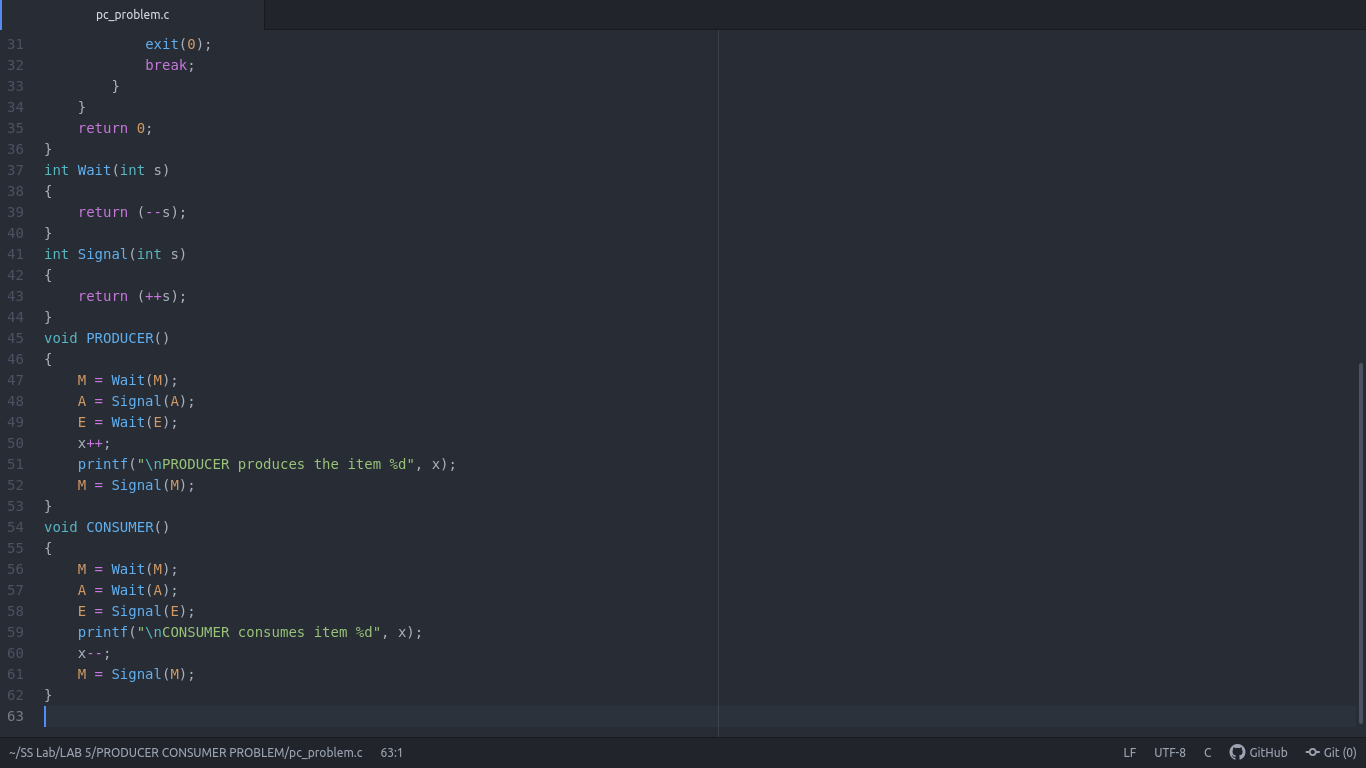 pc_problem.c
31             exit(0);
32             break;
33         }
34     }
35     return 0;
36 }
37 int Wait(int s)
38 {
39     return (--s);
40 }
41 int Signal(int s)
42 {
43     return (++s);
44 }
45 void PRODUCER()
46 {
47     M = Wait(M);
48     A = Signal(A);
49     E = Wait(E);
50     x++;
51     printf("\nPRODUCER produces the item %d", x);
52     M = Signal(M);
53 }
54 void CONSUMER()
55 {
56     M = Wait(M);
57     A = Wait(A);
58     E = Signal(E);
59     printf("\nCONSUMER consumes item %d", x);
60     x--;
61     M = Signal(M);
62 }
63
~/SS Lab/LAB 5/PRODUCER CONSUMER PROBLEM/pc_problem.c 63:1 LF UTF-8 C GitHub Git (0)